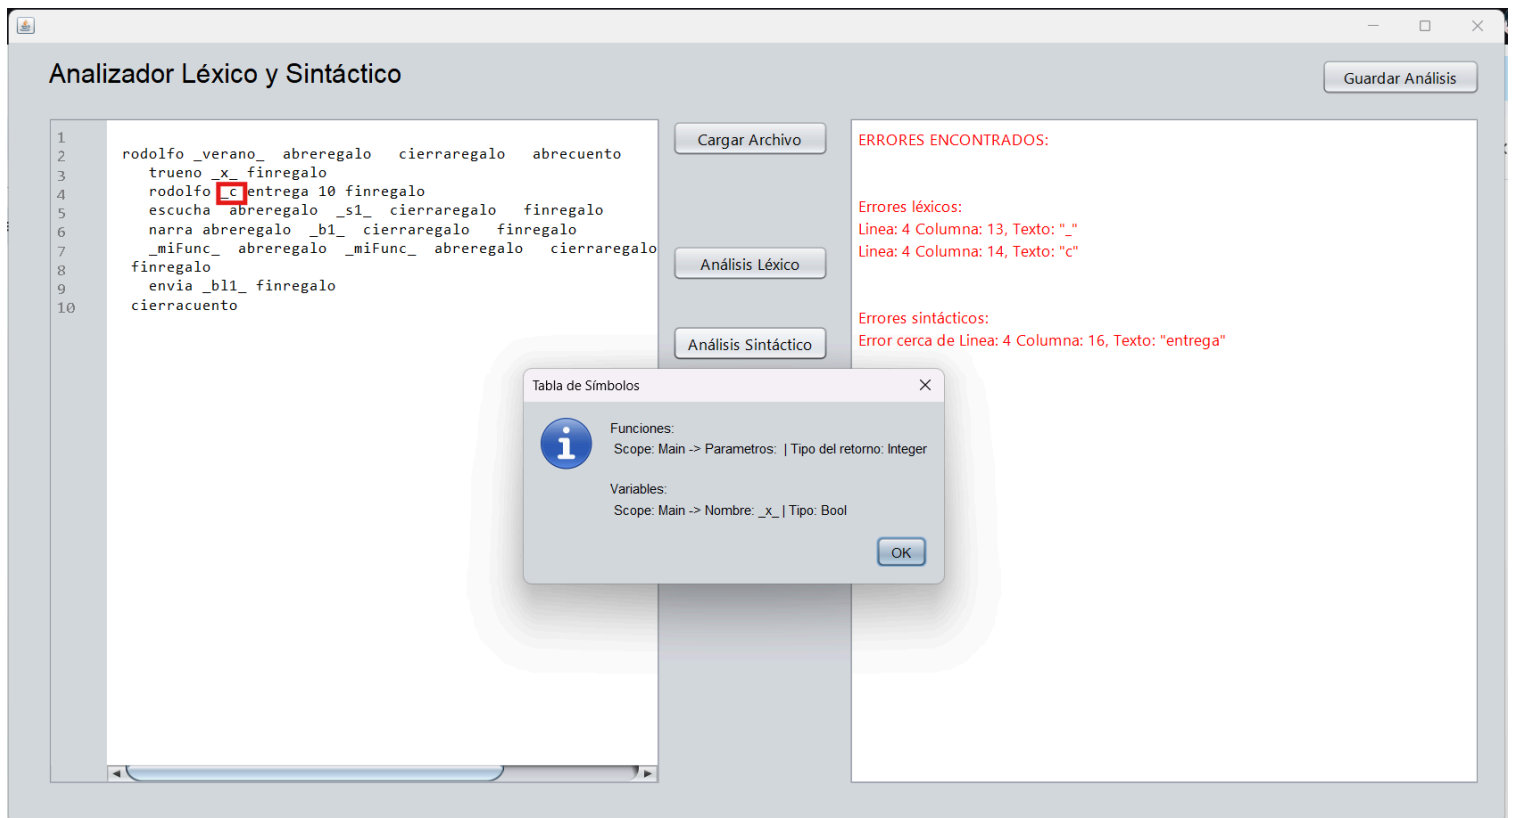 Analizador Léxico y Sintáctico
Guardar Análisis
1
2 rodolfo _verano_ abreregalo cierraregalo abrecuento
3 trueno _x_ finregalo
4 rodolfo _c entrega 10 finregalo
5 escucha abreregalo _s1_ cierraregalo finregalo
6 narra abreregalo _b1_ cierraregalo finregalo
7 _miFunc_ abreregalo _miFunc_ abreregalo cierraregalo
8 finregalo
9 envia _bl1_ finregalo
10 cierracuento
Cargar Archivo
Análisis Léxico
Análisis Sintáctico
ERRORES ENCONTRADOS:
Errores léxicos:
Linea: 4 Columna: 13, Texto: "_"
Linea: 4 Columna: 14, Texto: "c"
Errores sintácticos:
Error cerca de Linea: 4 Columna: 16, Texto: "entrega"
Tabla de Símbolos
Funciones:
Scope: Main -> Parametros: | Tipo del retorno: Integer
Variables:
Scope: Main -> Nombre: _x_ | Tipo: Bool
OK